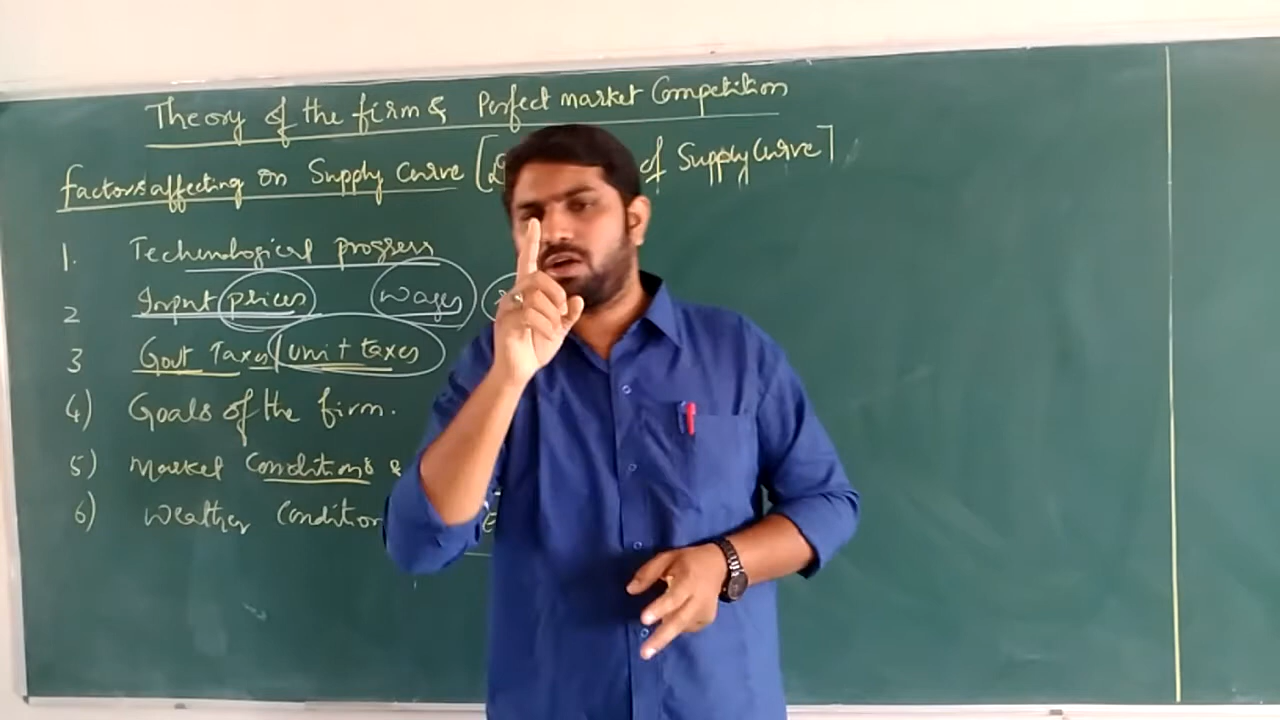 Theory of the firm & Perfect market Competition
factors affecting on Supply Curve [ of Supply Curve]
1. Technological progress
2 Input prices wages
3 Govt Taxes/unit taxes
4) Goals of the firm.
5) Market Conditions &
6) Weather Condition